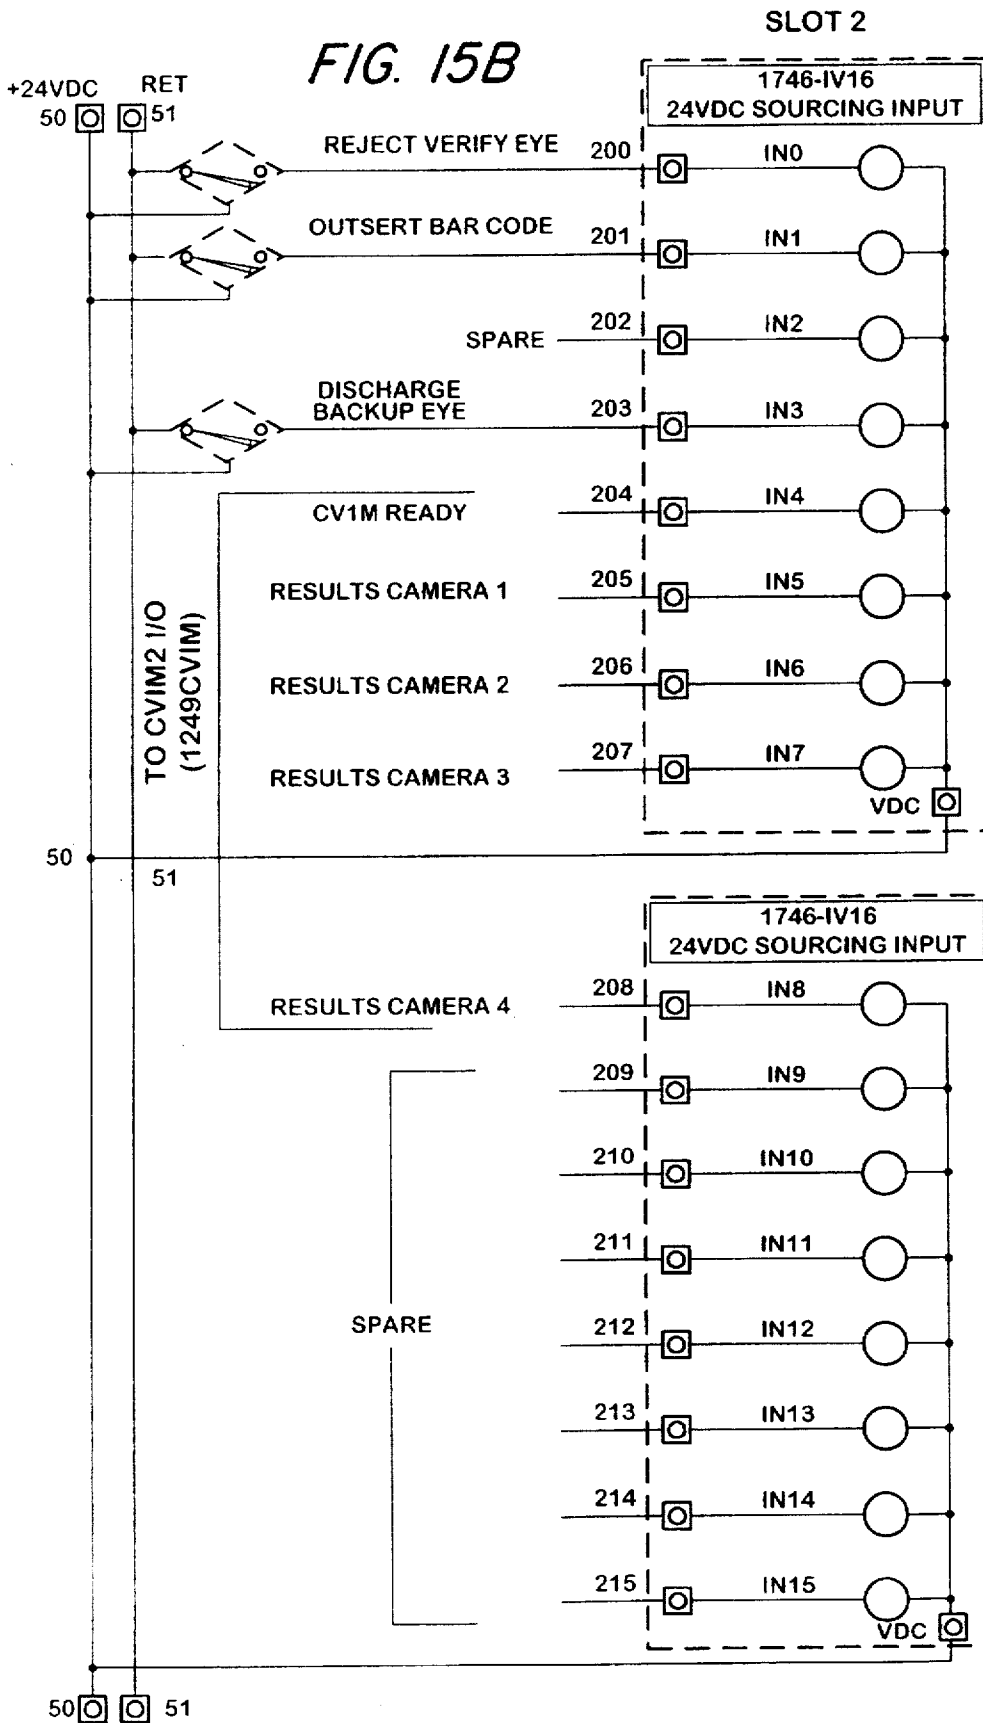 SLOT 2
FIG. 15B
+24VDC RET
50 51
1746-IV16
24VDC SOURCING INPUT
REJECT VERIFY EYE 200 IN0
OUTSERT BAR CODE 201 IN1
SPARE 202 IN2
DISCHARGE
BACKUP EYE 203 IN3
CV1M READY 204 IN4
RESULTS CAMERA 1 205 IN5
RESULTS CAMERA 2 206 IN6
RESULTS CAMERA 3 207 IN7
VDC
TO CVIM2 I/O
(1249CVIM)
50
51
1746-IV16
24VDC SOURCING INPUT
RESULTS CAMERA 4 208 IN8
209 IN9
210 IN10
211 IN11
SPARE
212 IN12
213 IN13
214 IN14
215 IN15
VDC
50 51